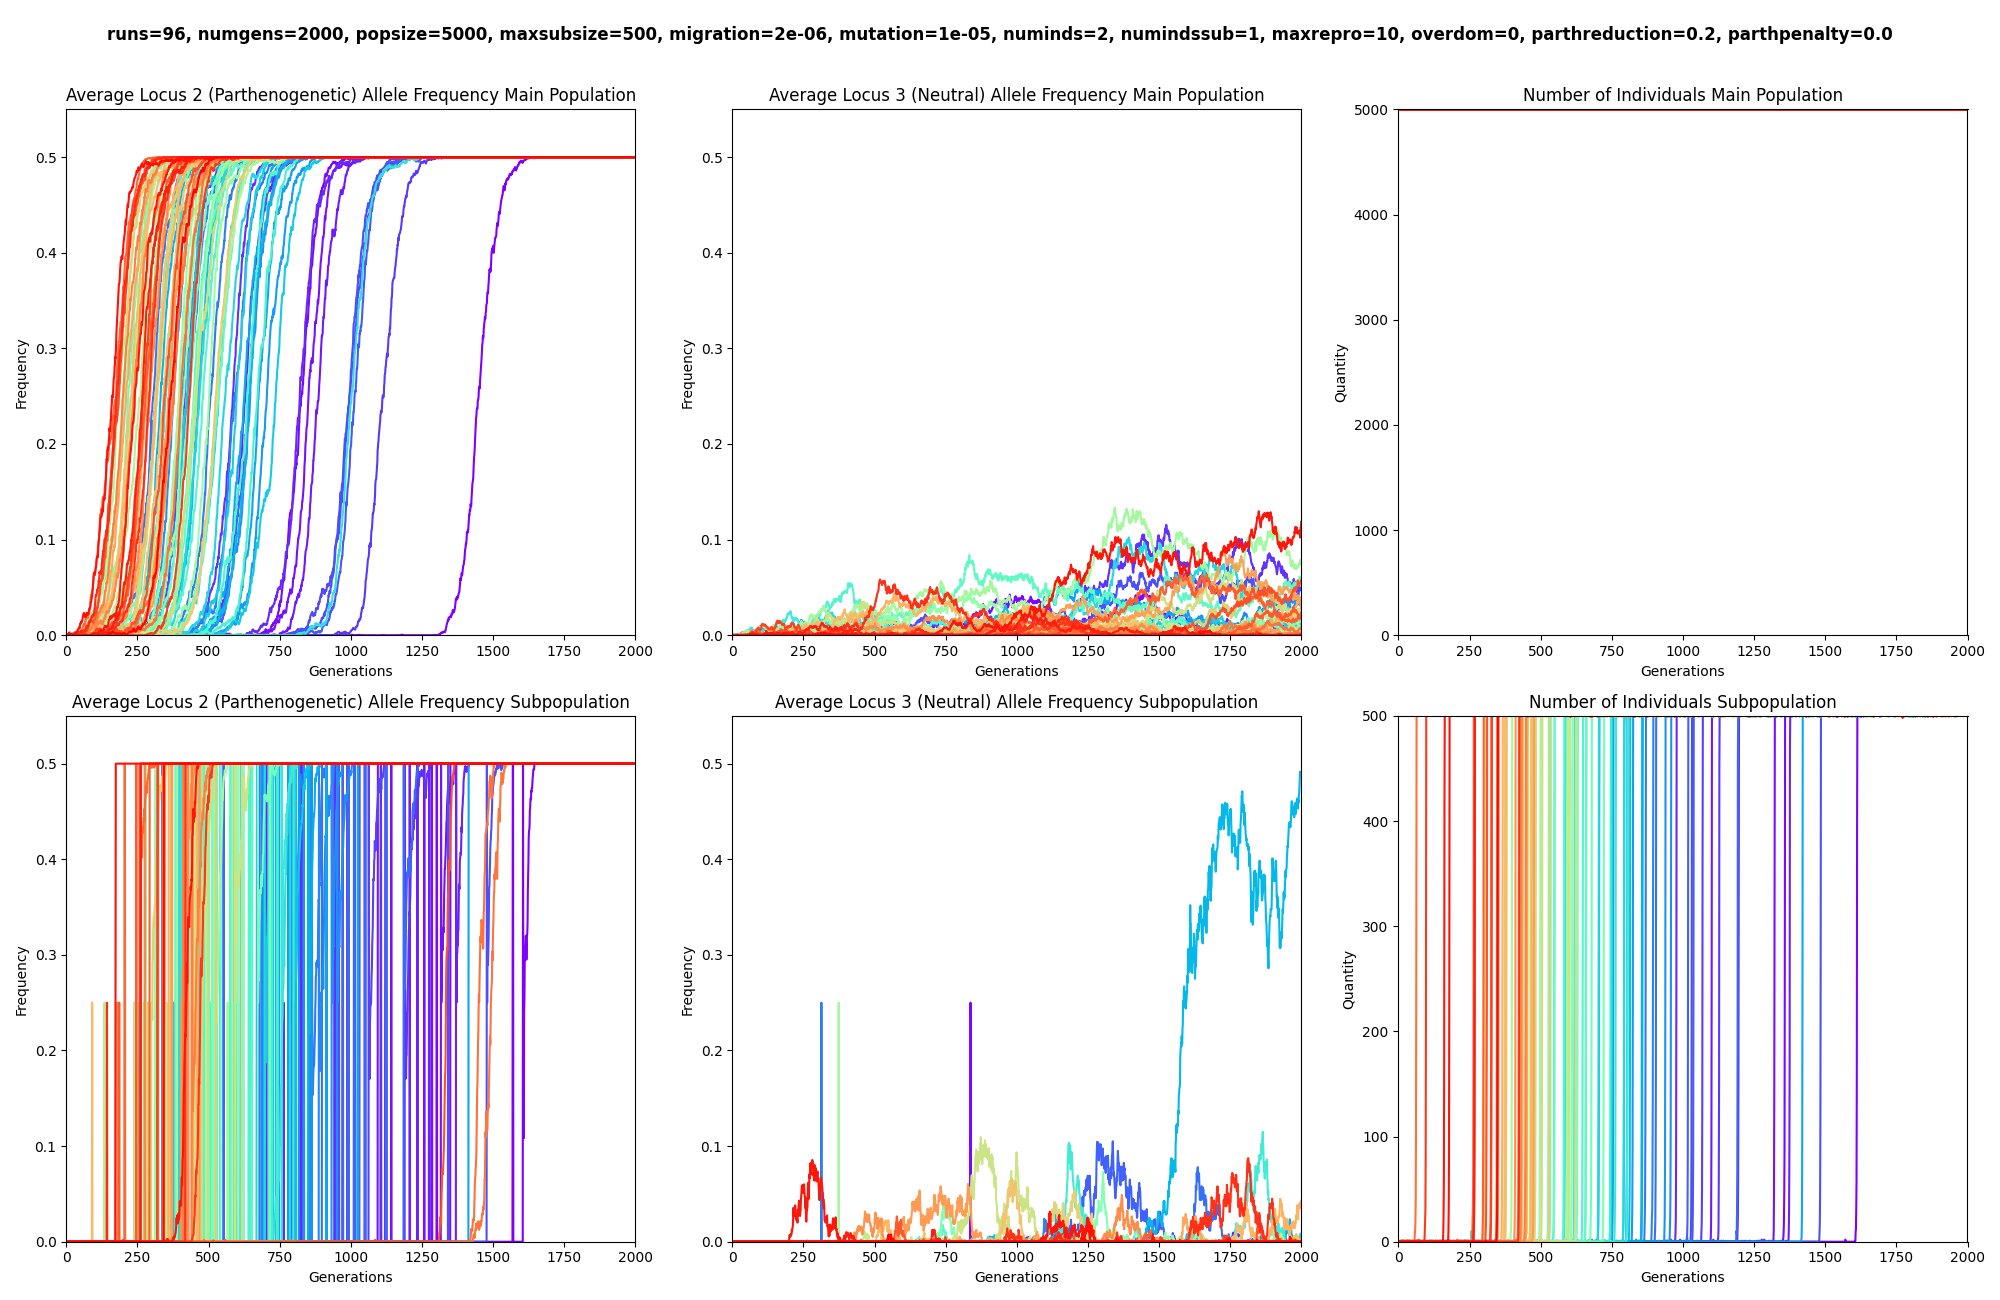 runs=96, numgens=2000, popsize=5000, maxsubsize=500, migration=2e-06, mutation=1e-05, numinds=2, numindssub=1, maxrepro=10, overdom=0, parthreduction=0.2, parthpenalty=0.0
Average Locus 2 (Parthenogenetic) Allele Frequency Main Population
0.5
0.4
0.3
0.2
0.1
0.0
Frequency
0 250 500 750 1000 1250 1500 1750 2000
Generations
Average Locus 3 (Neutral) Allele Frequency Main Population
0.5
0.4
0.3
0.2
0.1
0.0
Frequency
0 250 500 750 1000 1250 1500 1750 2000
Generations
Number of Individuals Main Population
5000
4000
3000
2000
1000
0
Quantity
0 250 500 750 1000 1250 1500 1750 2000
Generations
Average Locus 2 (Parthenogenetic) Allele Frequency Subpopulation
0.5
0.4
0.3
0.2
0.1
0.0
Frequency
0 250 500 750 1000 1250 1500 1750 2000
Generations
Average Locus 3 (Neutral) Allele Frequency Subpopulation
0.5
0.4
0.3
0.2
0.1
0.0
Frequency
0 250 500 750 1000 1250 1500 1750 2000
Generations
Number of Individuals Subpopulation
500
400
300
200
100
0
Quantity
0 250 500 750 1000 1250 1500 1750 2000
Generations